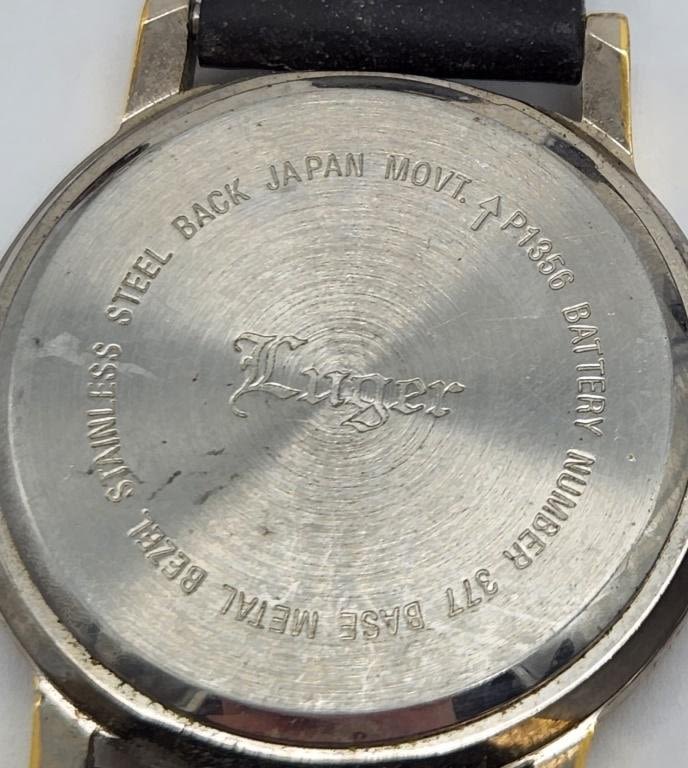 BASE METAL BEZEL, STAINLESS STEEL BACK JAPAN MOVT. ↑ P1356 BATTERY NUMBER 377
Luger